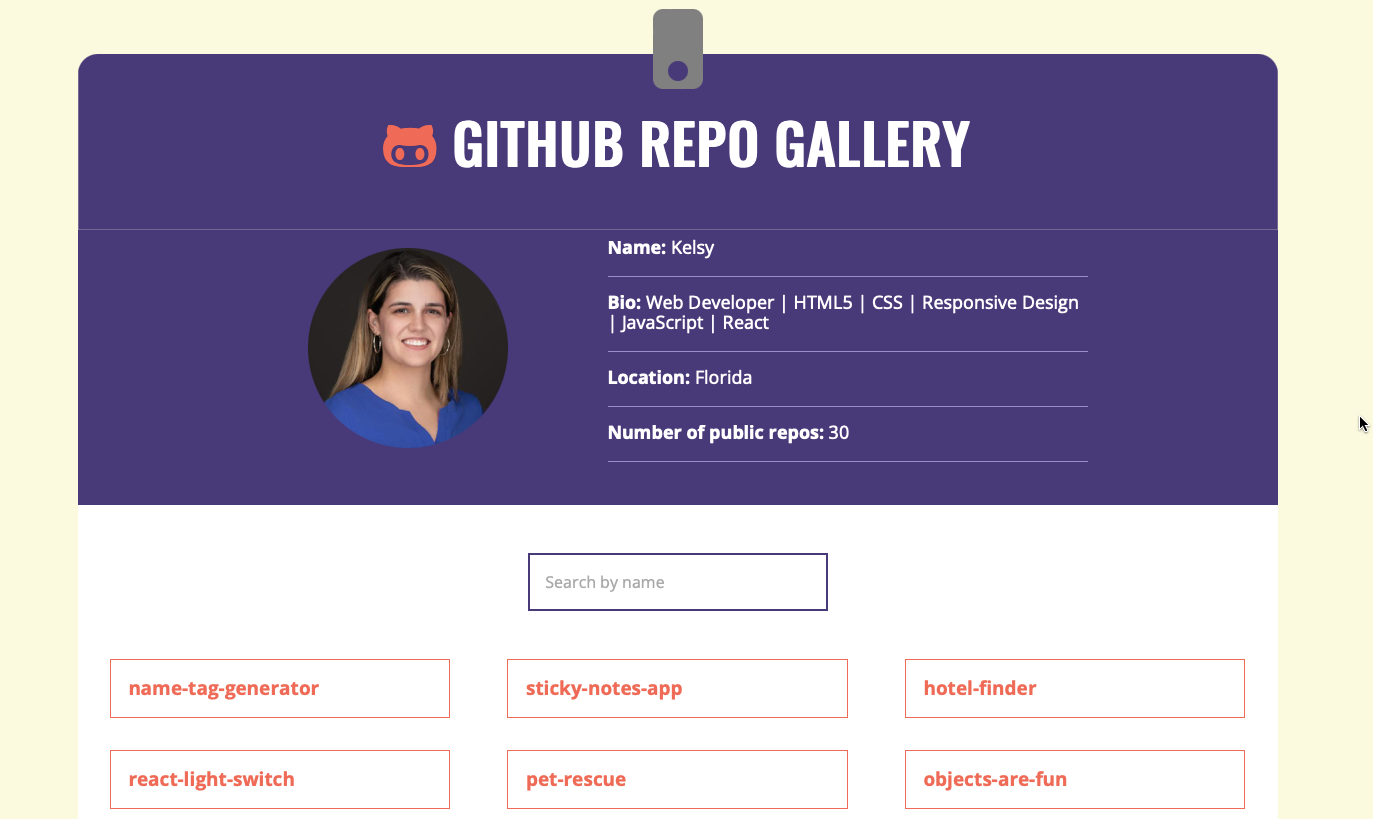 GITHUB REPO GALLERY
Name: Kelsy
Bio: Web Developer | HTML5 | CSS | Responsive Design
| JavaScript | React
Location: Florida
Number of public repos: 30
Search by name
name-tag-generator
sticky-notes-app
hotel-finder
react-light-switch
pet-rescue
objects-are-fun